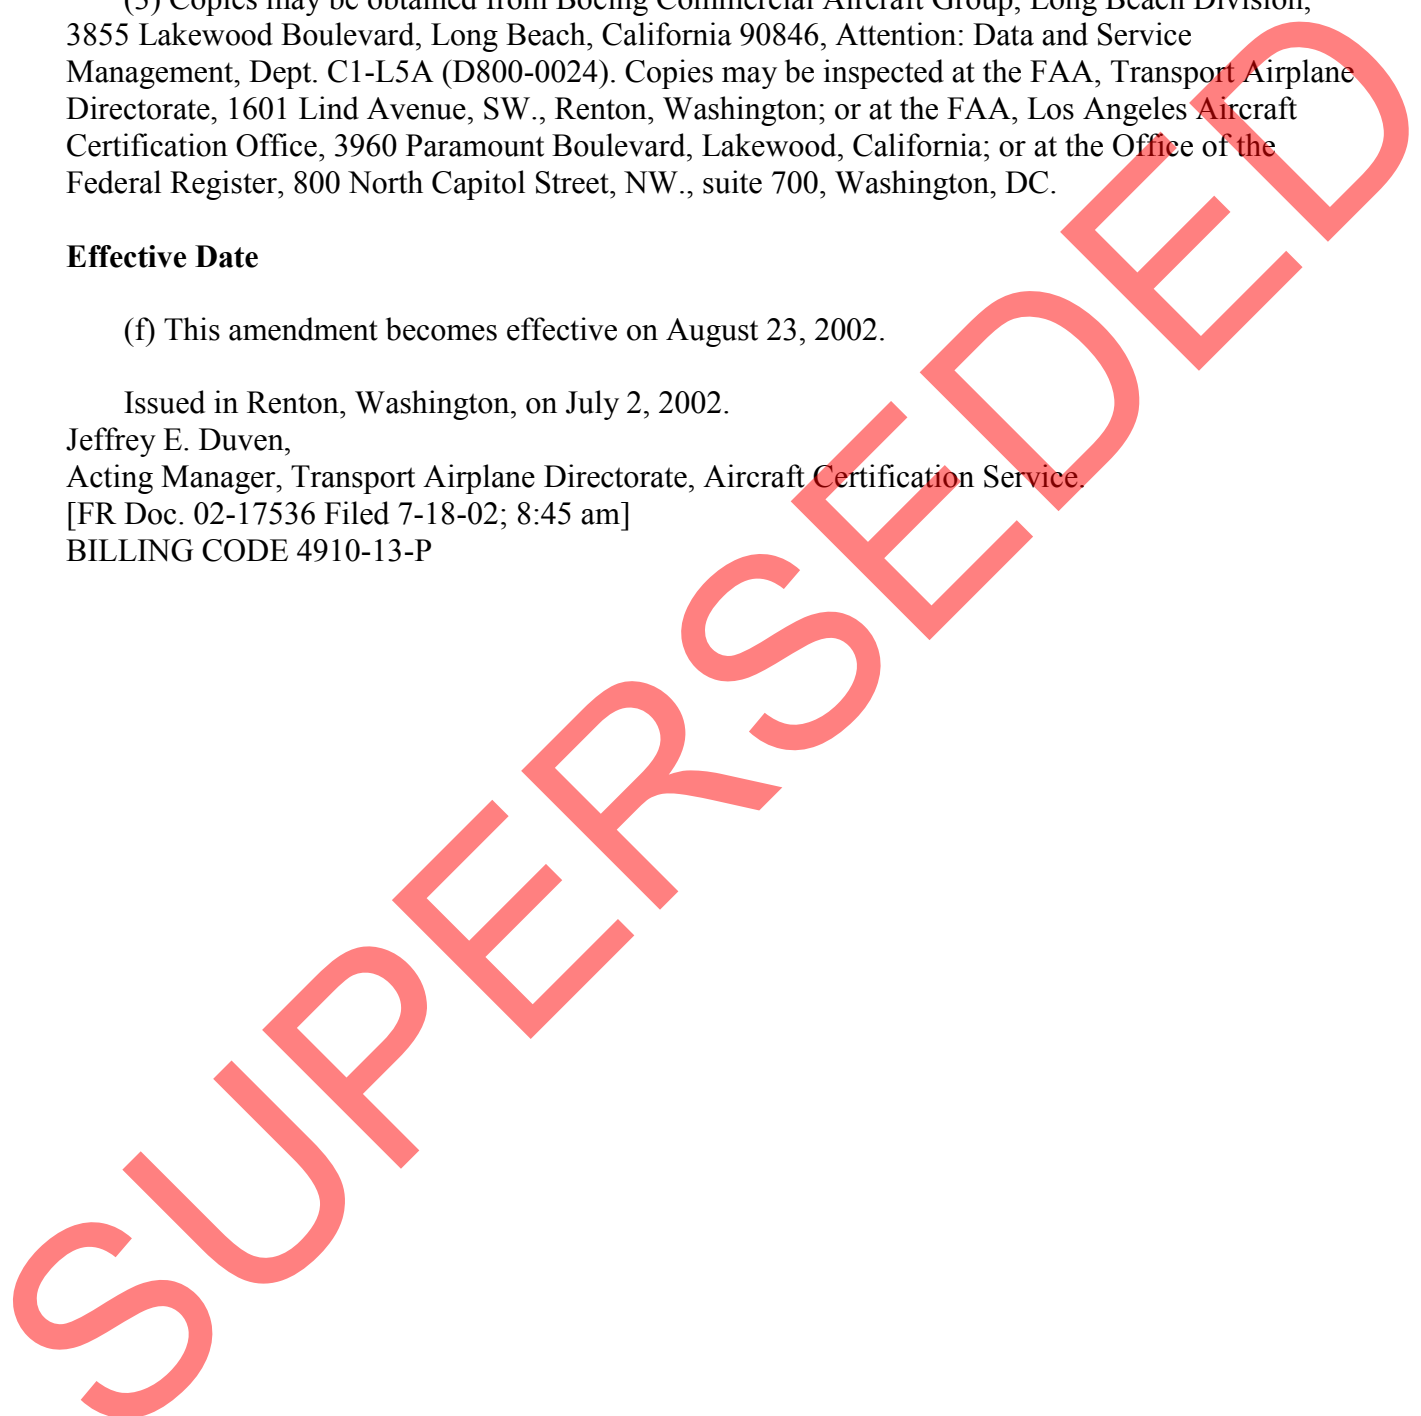 (3) Copies may be obtained from Boeing Commercial Aircraft Group, Long Beach Division,
3855 Lakewood Boulevard, Long Beach, California 90846, Attention: Data and Service
Management, Dept. C1-L5A (D800-0024). Copies may be inspected at the FAA, Transport Airplane
Directorate, 1601 Lind Avenue, SW., Renton, Washington; or at the FAA, Los Angeles Aircraft
Certification Office, 3960 Paramount Boulevard, Lakewood, California; or at the Office of the
Federal Register, 800 North Capitol Street, NW., suite 700, Washington, DC.
Effective Date
(f) This amendment becomes effective on August 23, 2002.
Issued in Renton, Washington, on July 2, 2002.
Jeffrey E. Duven,
Acting Manager, Transport Airplane Directorate, Aircraft Certification Service.
[FR Doc. 02-17536 Filed 7-18-02; 8:45 am]
BILLING CODE 4910-13-P
SUPERSEDED